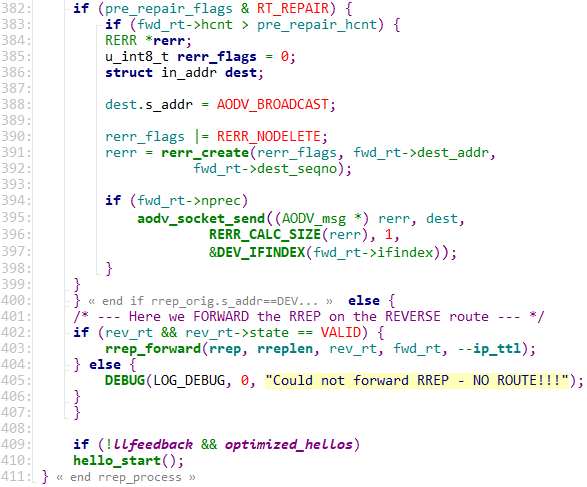 382: if (pre_repair_flags & RT_REPAIR) {
383: if (fwd_rt->hcnt > pre_repair_hcnt) {
384: RERR *rerr;
385: u_int8_t rerr_flags = 0;
386: struct in_addr dest;
387:
388: dest.s_addr = AODV_BROADCAST;
389:
390: rerr_flags |= RERR_NODELETE;
391: rerr = rerr_create(rerr_flags, fwd_rt->dest_addr,
392: fwd_rt->dest_seqno);
393:
394: if (fwd_rt->nprec)
395: aodv_socket_send((AODV_msg *) rerr, dest,
396: RERR_CALC_SIZE(rerr), 1,
397: &DEV_IFINDEX(fwd_rt->ifindex));
398: }
399: }
400: } « end if rrep_orig.s_addr==DEV... » else {
401: /* --- Here we FORWARD the RREP on the REVERSE route --- */
402: if (rev_rt && rev_rt->state == VALID) {
403: rrep_forward(rrep, rreplen, rev_rt, fwd_rt, --ip_ttl);
404: } else {
405: DEBUG(LOG_DEBUG, 0, "Could not forward RREP - NO ROUTE!!!");
406: }
407: }
408:
409: if (!llfeedback && optimized_hellos)
410: hello_start();
411: } « end rrep_process »